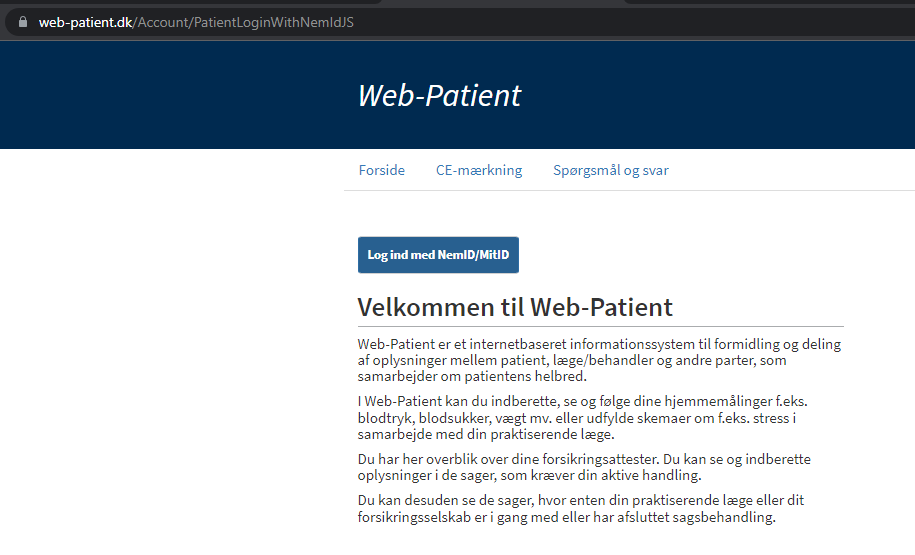 web-patient.dk/Account/PatientLoginWithNemIdJS
Web-Patient
Forside CE-mærkning Spørgsmål og svar
Log ind med NemID/MitID
Velkommen til Web-Patient
Web-Patient er et internetbaseret informationssystem til formidling og deling
af oplysninger mellem patient, læge/behandler og andre parter, som
samarbejder om patientens helbred.
I Web-Patient kan du indberette, se og følge dine hjemmemålinger f.eks.
blodtryk, blodsukker, vægt mv. eller udfylde skemaer om f.eks. stress i
samarbejde med din praktiserende læge.
Du har her overblik over dine forsikringsattester. Du kan se og indberette
oplysninger i de sager, som kræver din aktive handling.
Du kan desuden se de sager, hvor enten din praktiserende læge eller dit
forsikringsselskab er i gang med eller har afsluttet sagsbehandling.